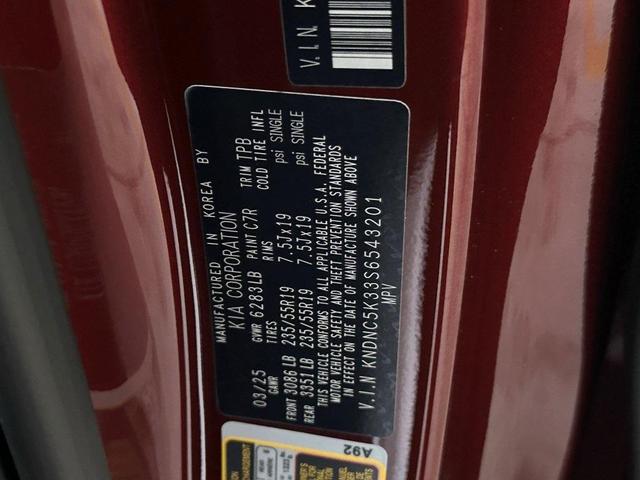 V.I.N. K
MANUFACTURED IN KOREA BY
KIA CORPORATION
03/25 GVWR 6283LB PAINT C7R TRIM TPB
GAWR TIRES RIMS COLD TIRE INFL
FRONT 3086 LB 235/55R19 7.5Jx19 psi SINGLE
REAR 3351 LB 235/55R19 7.5Jx19 psi SINGLE
THIS VEHICLE CONFORMS TO ALL APPLICABLE U.S.A. FEDERAL
MOTOR VEHICLE SAFETY AND THEFT PREVENTION STANDARDS
IN EFFECT ON THE DATE OF MANUFACTURE SHOWN ABOVE
V.I.N KNDNC5K33S6543201
MPV
A92